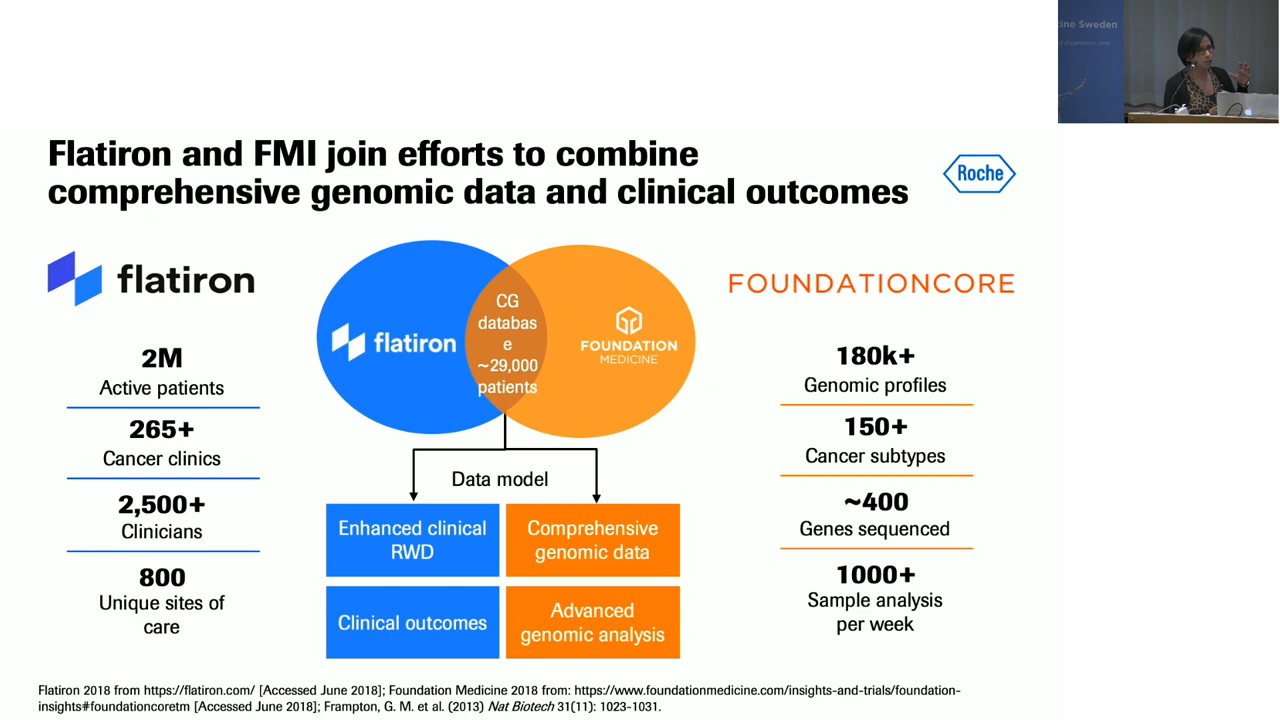 cine Sweden
Flatiron and FMI join efforts to combine
comprehensive genomic data and clinical outcomes
Roche
flatiron
2M
Active patients
265+
Cancer clinics
2,500+
Clinicians
800
Unique sites of
care
flatiron
CG
databas
e
~29,000
patients
FOUNDATION
MEDICINE
Data model
Enhanced clinical
RWD
Comprehensive
genomic data
Clinical outcomes
Advanced
genomic analysis
FOUNDATIONCORE
180k+
Genomic profiles
150+
Cancer subtypes
~400
Genes sequenced
1000+
Sample analysis
per week
Flatiron 2018 from https://flatiron.com/ [Accessed June 2018]; Foundation Medicine 2018 from: https://www.foundationmedicine.com/insights-and-trials/foundation-
insights#foundationcoretm [Accessed June 2018]; Frampton, G. M. et al. (2013) Nat Biotech 31(11): 1023-1031.